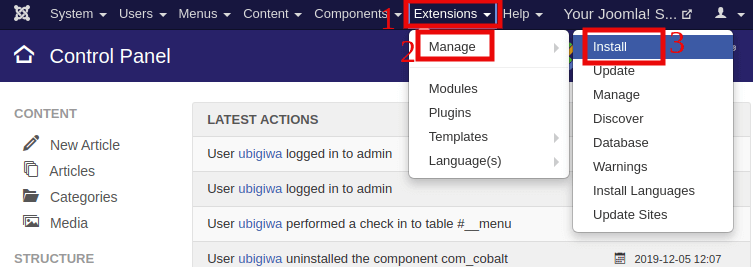 System Users Menus Content Components 1 Extensions Help Your Joomla! S...
Control Panel
2 Manage
Modules
Plugins
Templates
Language(s)
Install 3
Update
Manage
Discover
Database
Warnings
Install Languages
Update Sites
CONTENT
New Article
Articles
Categories
Media
STRUCTURE
LATEST ACTIONS
User ubigiwa logged in to admin
User ubigiwa logged in to admin
User ubigiwa performed a check in to table #__menu
User ubigiwa uninstalled the component com_cobalt 2019-12-05 12:07